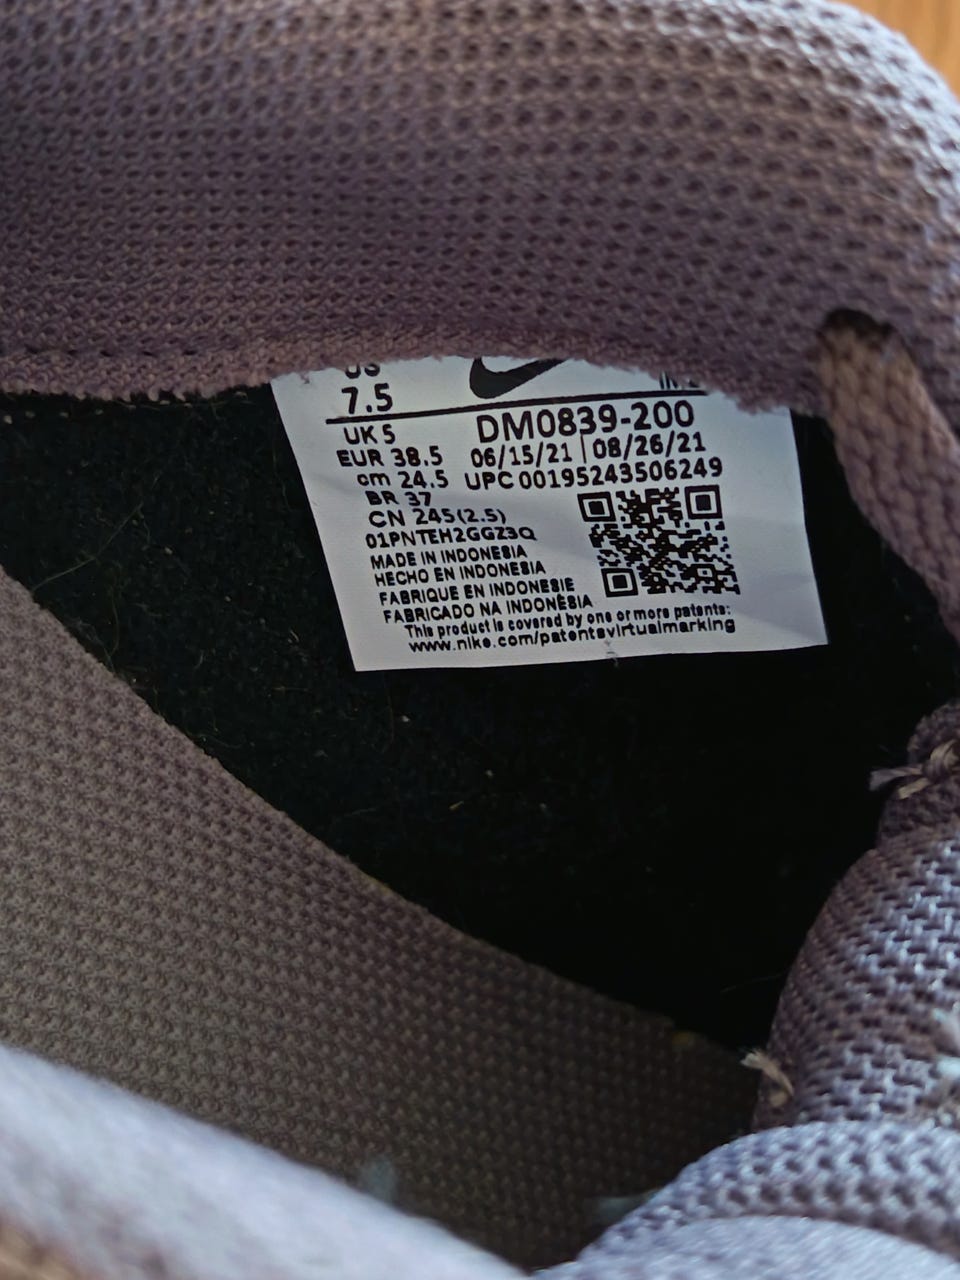 US
7.5
UK 5
EUR 38.5
cm 24.5
BR 37
CN 245(2.5)
DM0839-200
06/15/21 | 08/26/21
UPC 00195243506249
01PNTEH2GGZ3Q
MADE IN INDONESIA
HECHO EN INDONESIA
FABRIQUE EN INDONESIE
FABRICADO NA INDONÉSIA
This product is covered by one or more patents:
www.nike.com/patentsvirtualmarking